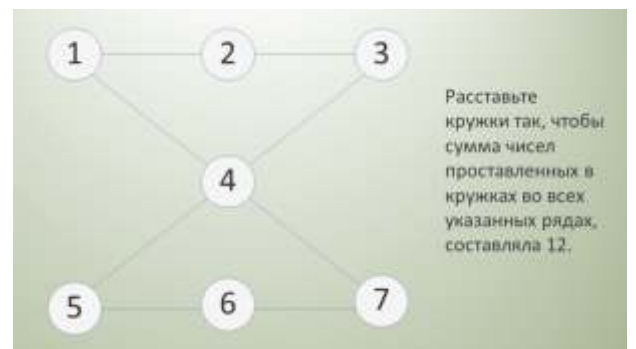 1 2 3
Расставьте
кружки так, чтобы
сумма чисел
проставленных в
кружках во всех
указанных рядах,
составляла 12.
4
5 6 7